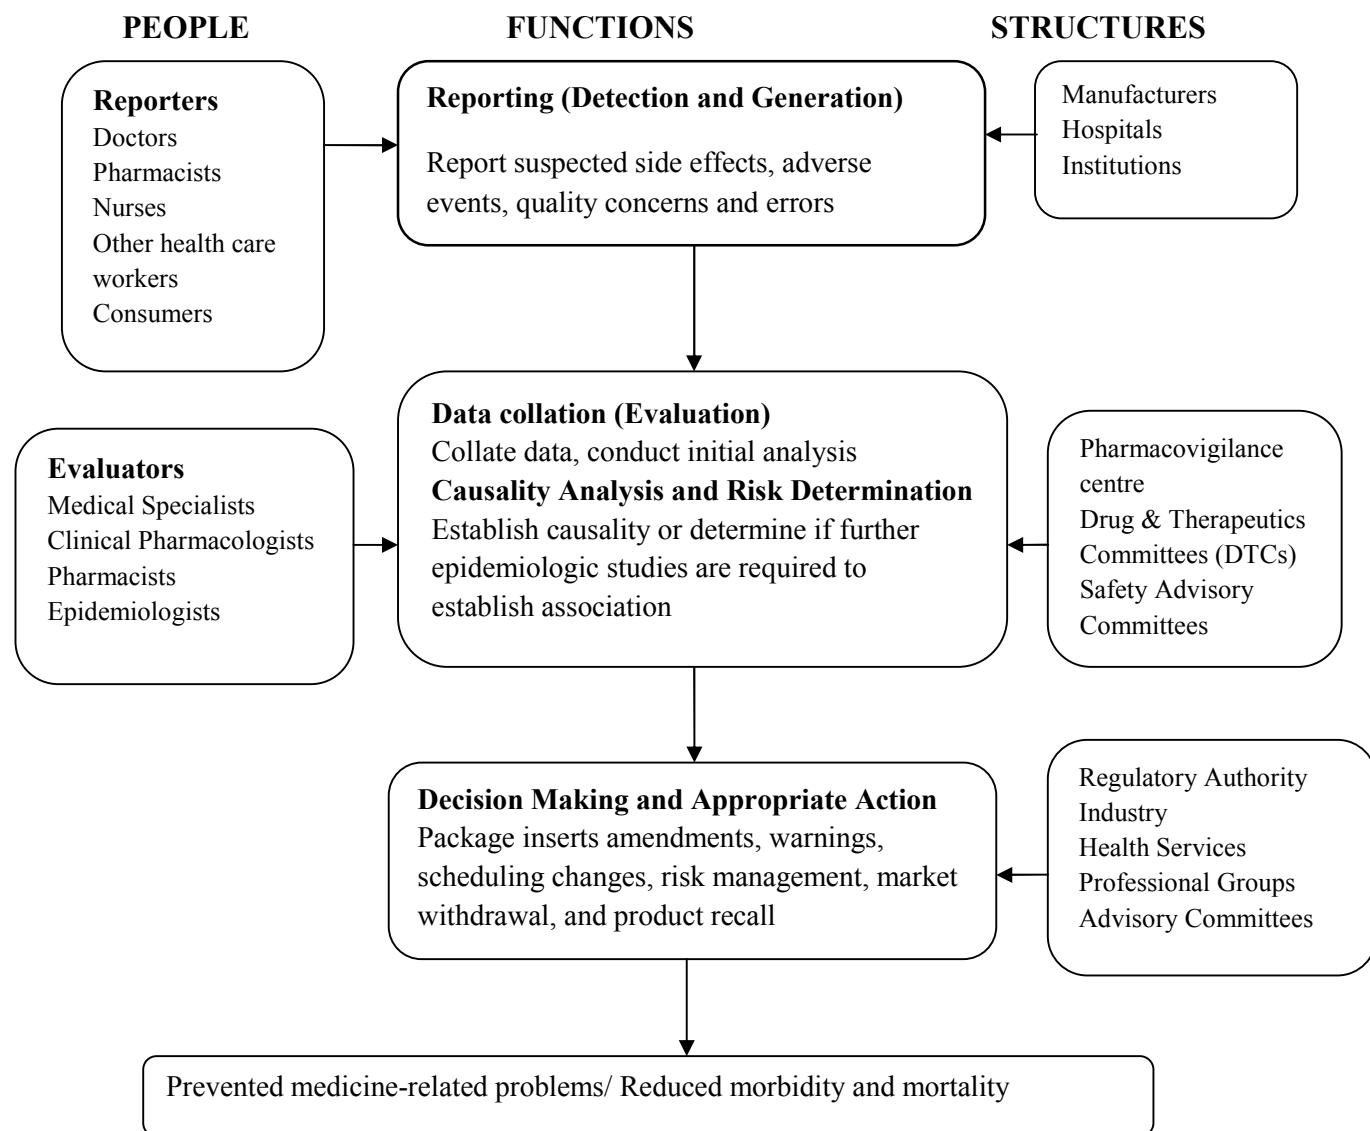 PEOPLE
FUNCTIONS
STRUCTURES
Reporters
Doctors
Pharmacists
Nurses
Other health care
workers
Consumers
Reporting (Detection and Generation)
Report suspected side effects, adverse
events, quality concerns and errors
Manufacturers
Hospitals
Institutions
Evaluators
Medical Specialists
Clinical Pharmacologists
Pharmacists
Epidemiologists
Data collation (Evaluation)
Collate data, conduct initial analysis
Causality Analysis and Risk Determination
Establish causality or determine if further
epidemiologic studies are required to
establish association
Pharmacovigilance
centre
Drug & Therapeutics
Committees (DTCs)
Safety Advisory
Committees
Decision Making and Appropriate Action
Package inserts amendments, warnings,
scheduling changes, risk management, market
withdrawal, and product recall
Regulatory Authority
Industry
Health Services
Professional Groups
Advisory Committees
Prevented medicine-related problems/ Reduced morbidity and mortality